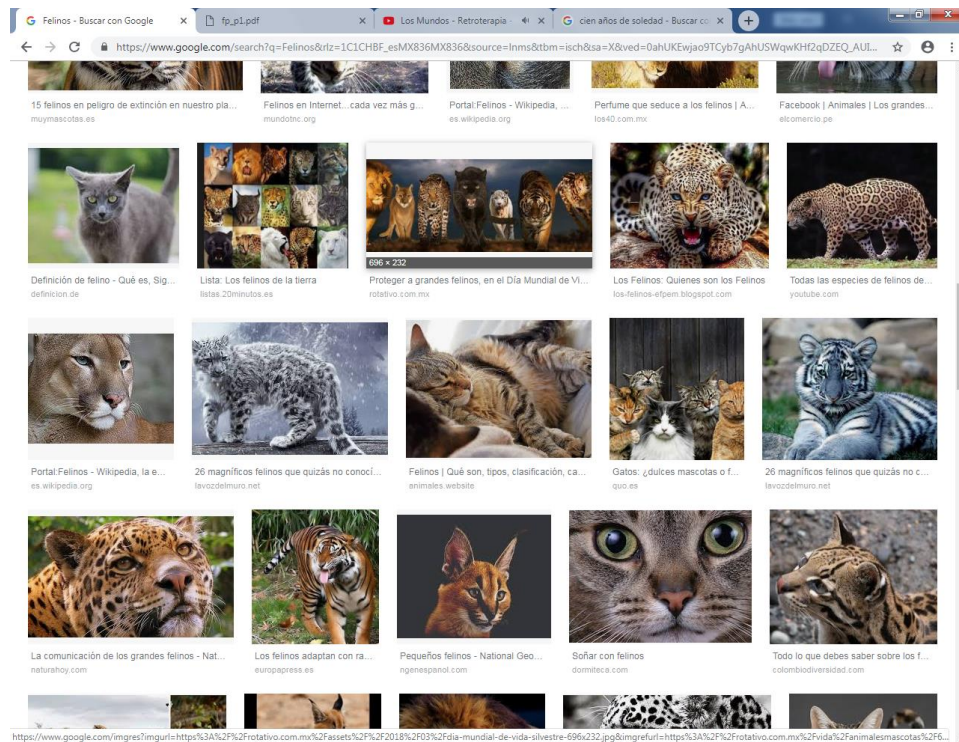 Felinos - Buscar con Google
fp_p1.pdf
Los Mundos - Retroterapia -
cien años de soledad - Buscar co
https://www.google.com/search?q=Felinos&rlz=1C1CHBF_esMX836MX836&source=lnms&tbm=isch&sa=X&ved=0ahUKEwjao9TCyb7gAhUSWqwKHf2qDZEQ_AUI...
15 felinos en peligro de extinción en nuestro pla...
Felinos en Internet...cada vez más g...
Portal:Felinos - Wikipedia, ...
Perfume que seduce a los felinos | A...
Facebook | Animales | Los grandes...
muymascotas.es
mundotnc.org
es.wikipedia.org
los40.com.mx
elcomercio.pe
696 × 232
Definición de felino - Qué es, Sig...
Lista: Los felinos de la tierra
Proteger a grandes felinos, en el Día Mundial de Vi...
Los Felinos: Quienes son los Felinos
Todas las especies de felinos de...
definicion.de
listas.20minutos.es
rotativo.com.mx
los-felinos-efpem.blogspot.com
youtube.com
Portal:Felinos - Wikipedia, la e...
26 magníficos felinos que quizás no conocí...
Felinos | Qué son, tipos, clasificación, ca...
Gatos: ¿dulces mascotas o f...
26 magníficos felinos que quizás no c...
es.wikipedia.org
lavozdelmuro.net
animales.website
quo.es
lavozdelmuro.net
La comunicación de los grandes felinos - Nat...
Los felinos adaptan con ra...
Pequeños felinos - National Geo...
Soñar con felinos
Todo lo que debes saber sobre los f...
naturahoy.com
europapress.es
ngenespanol.com
dormiteca.com
colombiodiversidad.com
https://www.google.com/imgres?imgurl=https%3A%2F%2Frotativo.com.mx%2Fassets%2F%2F2018%2F03%2Fdia-mundial-de-vida-silvestre-696x232.jpg&imgrefurl=https%3A%2F%2Frotativo.com.mx%2Fvida%2Fanimalesmascotas%2F6...